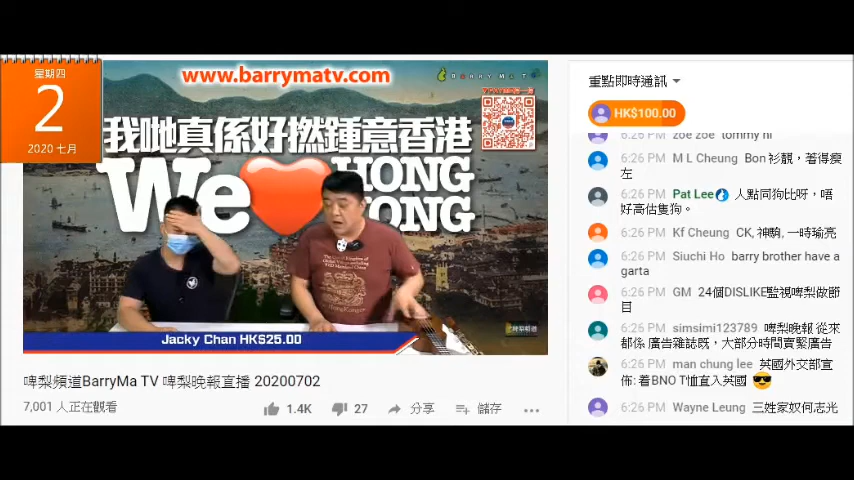 星期四
2
2020 七月
www.barrymatv.com
BARRYMATV
我哋真係好撚鍾意香港
We HONG KONG
Jacky Chan HK$25.00
啤梨頻道BarryMa TV 啤梨晚報直播 20200702
7,001 人正在觀看
1.4K
27
分享
儲存
重點即時通訊
HK$100.00
6:26 PM zoe zoe tommy hi
6:26 PM M L Cheung Bon 衫靚，著得瘦
左
6:26 PM Pat Lee 人點同狗比呀，唔
好高估隻狗。
6:26 PM Kf Cheung CK, 神駒, 一時瑜亮
6:26 PM Siuchi Ho barry brother have a
garta
6:26 PM GM 24個DISLIKE監視啤梨做節
目
6:26 PM simsimi123789 啤梨晚報 從來
都係 廣告雜誌既，大部分時間賣緊廣告
6:26 PM man chung lee 英國外交部宣
佈: 着BNO T恤直入英國
6:26 PM Wayne Leung 三姓家奴何志光